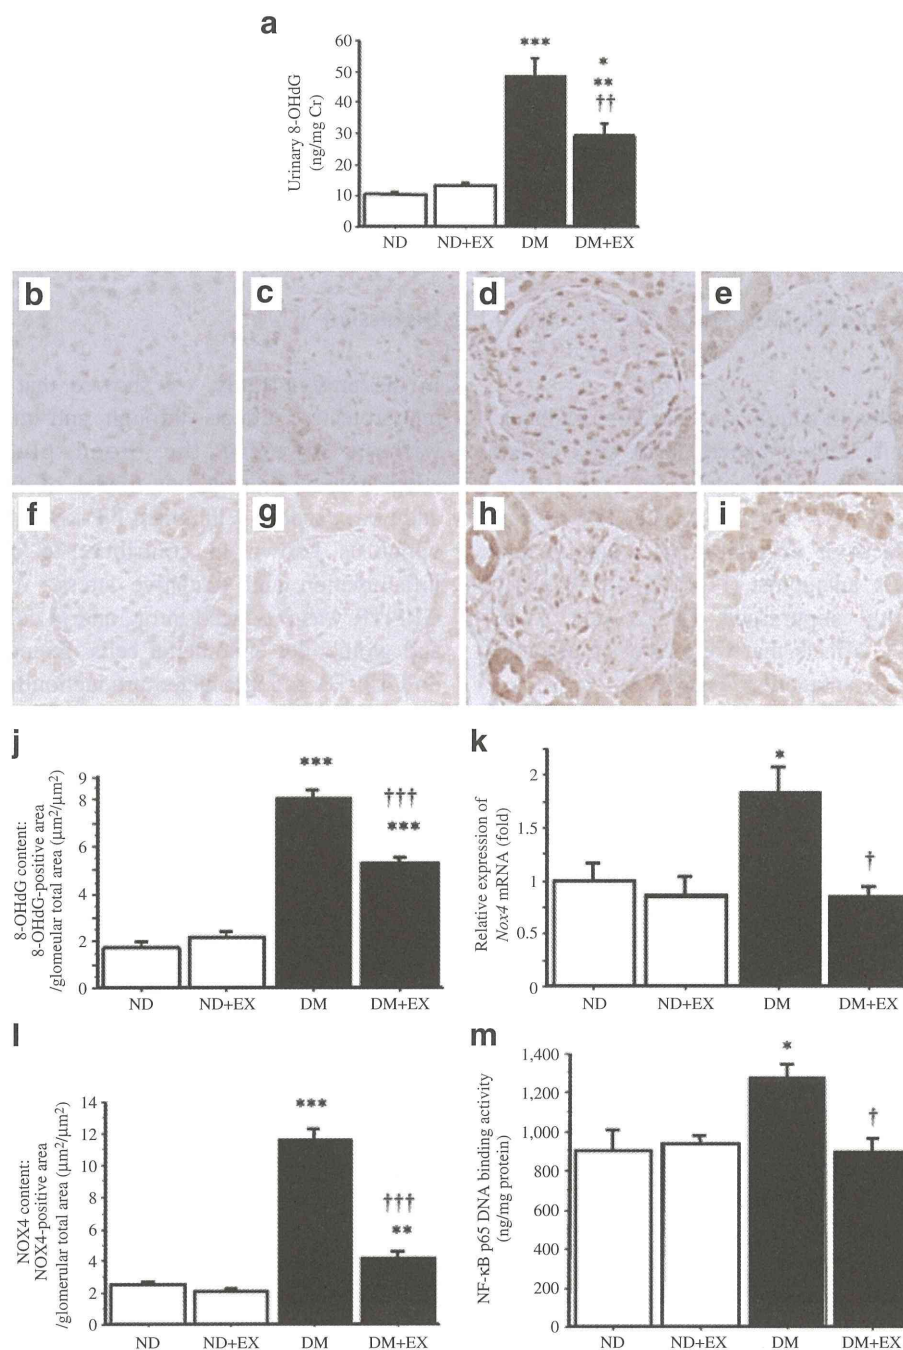 a
Urinary 8-OHdG
(ng/mg Cr)
60
50
40
30
20
10
0
***
*
**
††
ND ND+EX DM DM+EX
b c d e
f g h i
j
8-OHdG content:
8-OHdG-positive area
/glomeular total area (μm²/μm²)
9
8
6
4
2
0
***
†††
***
ND ND+EX DM DM+EX
k
Relative expression of
Nox4 mRNA (fold)
2
1.5
1
0.5
0
*
†
ND ND+EX DM DM+EX
l
NOX4 content:
NOX4-positive area
/glomerular total area (μm²/μm²)
14
12
10
8
6
4
2
0
***
†††
**
ND ND+EX DM DM+EX
m
NF-κB p65 DNA binding activity
(ng/mg protein)
1,400
1,200
1,000
800
600
400
200
0
*
†
ND ND+EX DM DM+EX